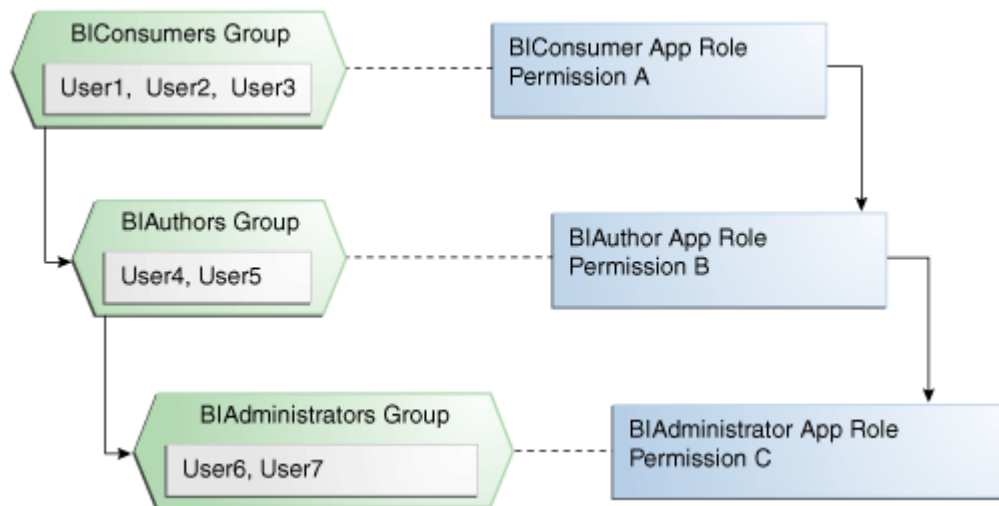 BIConsumers Group
User1, User2, User3
BIConsumer App Role
Permission A
BIAuthors Group
User4, User5
BIAuthor App Role
Permission B
BIAdministrators Group
User6, User7
BIAdministrator App Role
Permission C